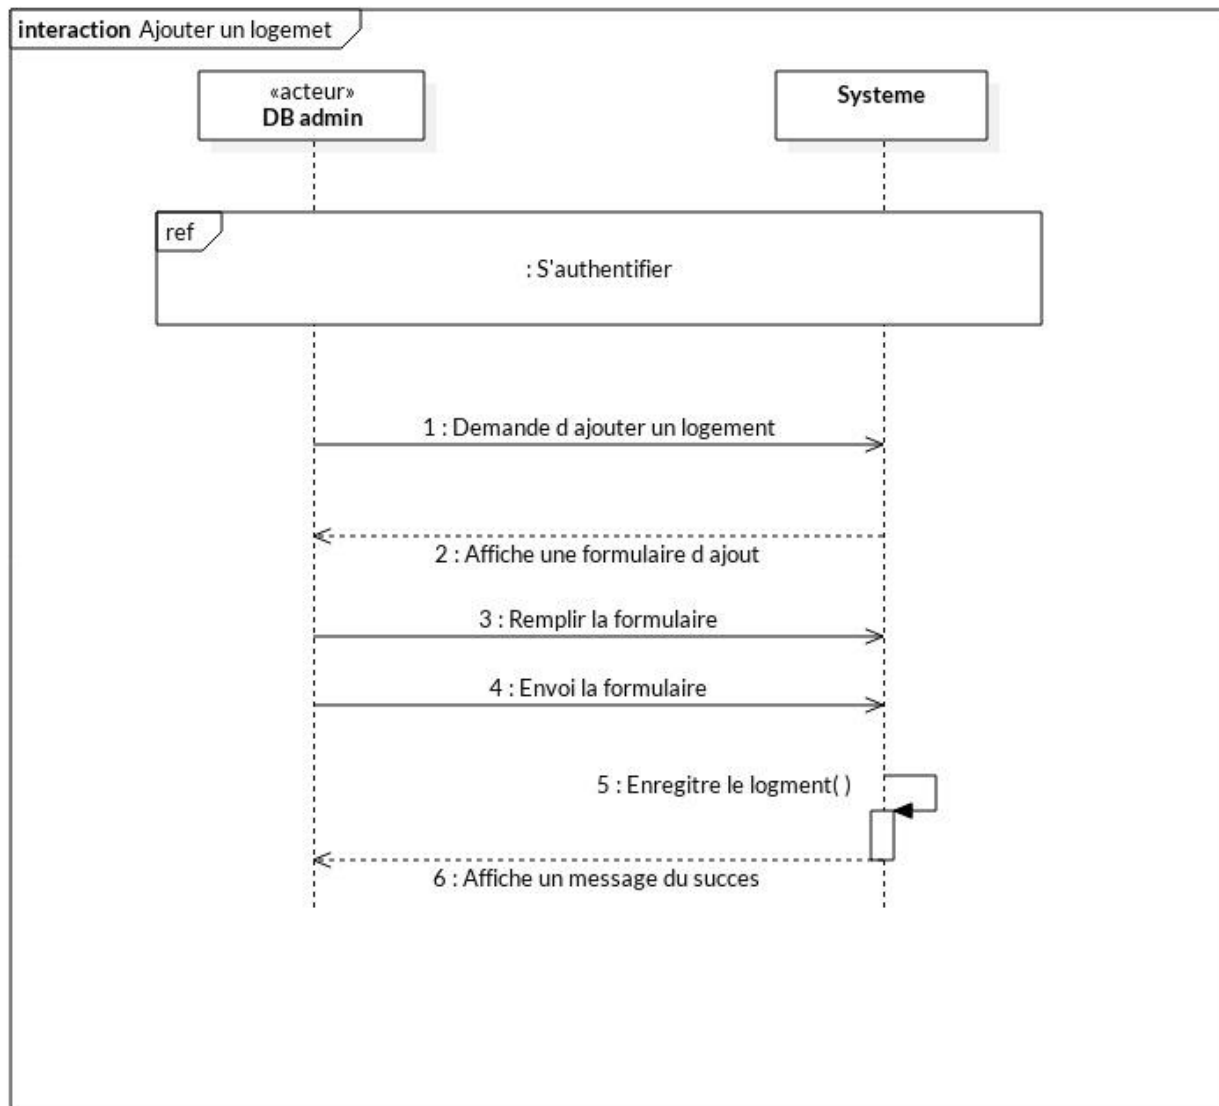 interaction Ajouter un logemet
«acteur»
DB admin
Systeme
ref
: S'authentifier
1 : Demande d ajouter un logement
2 : Affiche une formulaire d ajout
3 : Remplir la formulaire
4 : Envoi la formulaire
5 : Enregitre le logment( )
6 : Affiche un message du succes